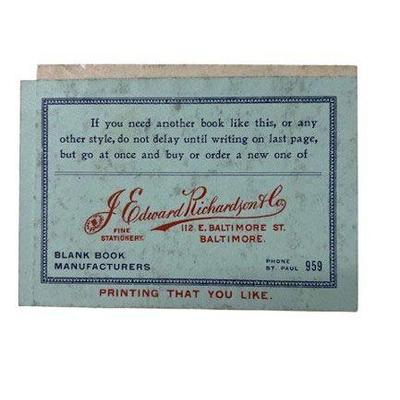 If you need another book like this, or any
other style, do not delay until writing on last page,
but go at once and buy or order a new one of
J. Edward Richardson & Co
FINE
STATIONERY.
112 E. BALTIMORE ST.
BALTIMORE.
BLANK BOOK
MANUFACTURERS
PHONE
ST. PAUL 959
PRINTING THAT YOU LIKE.